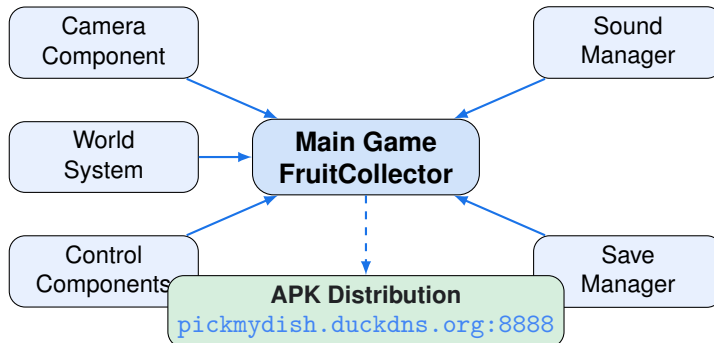 Camera
Component
Sound
Manager
World
System
Main Game
FruitCollector
Control
Components
Save
Manager
APK Distribution
pickmydish.duckdns.org:8888